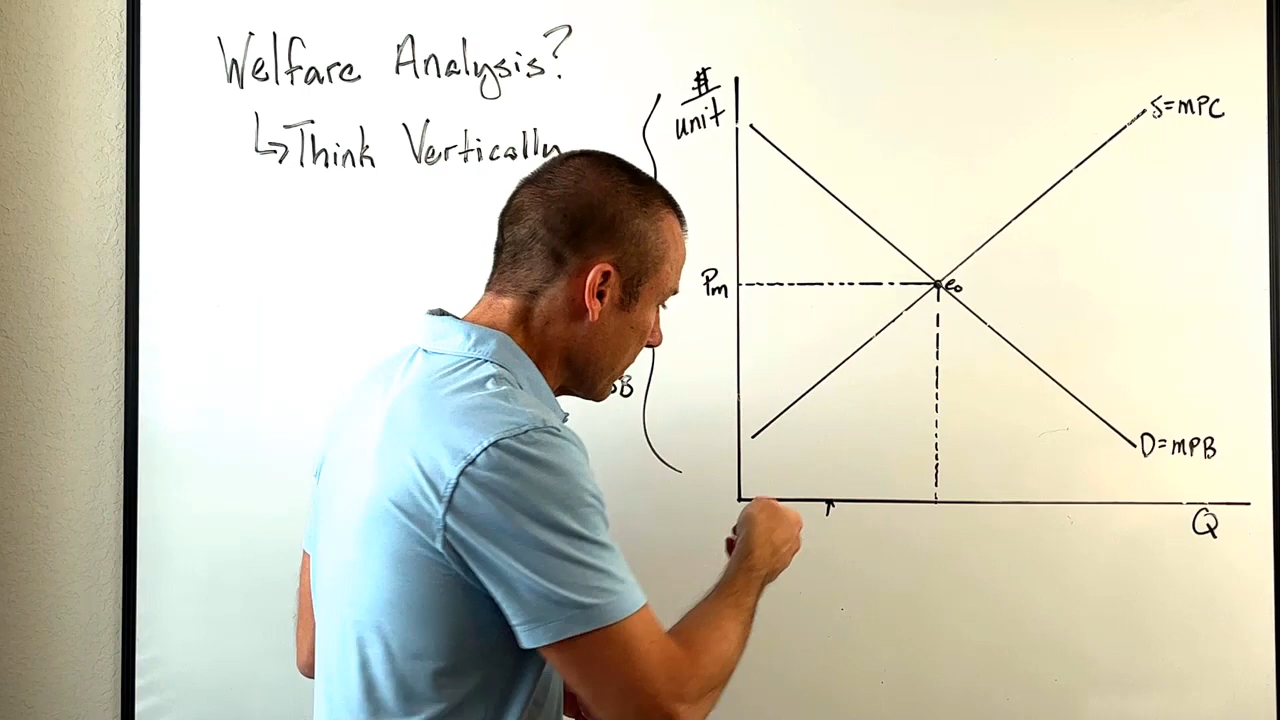 Welfare Analysis?
↳Think Vertically
$/unit
S=MPC
Pm
e₀
D=MPB
Q